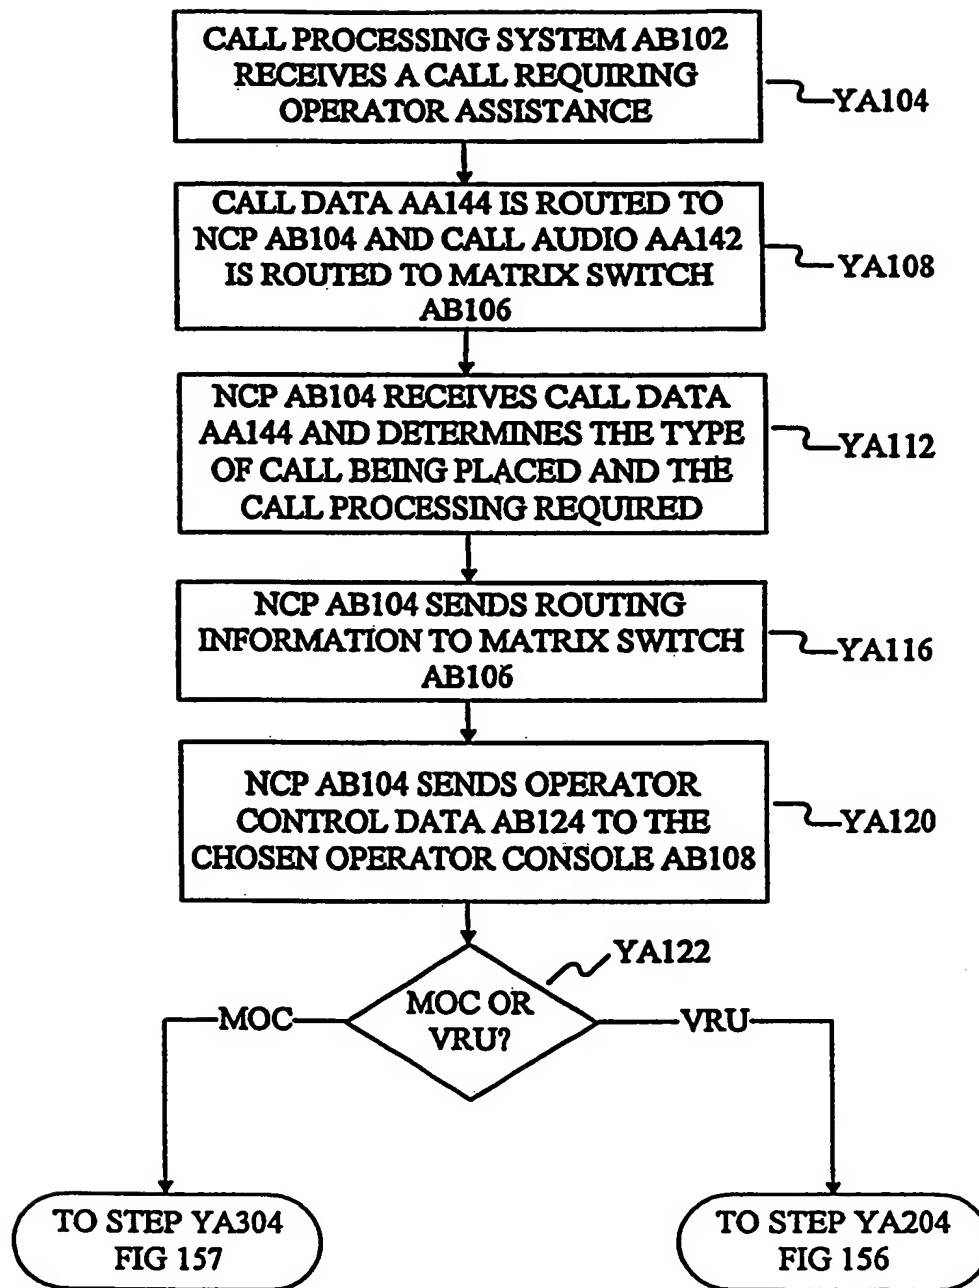 CALL PROCESSING SYSTEM AB102
RECEIVES A CALL REQUIRING
OPERATOR ASSISTANCE
YA104
CALL DATA AA144 IS ROUTED TO
NCP AB104 AND CALL AUDIO AA142
IS ROUTED TO MATRIX SWITCH
AB106
YA108
NCP AB104 RECEIVES CALL DATA
AA144 AND DETERMINES THE TYPE
OF CALL BEING PLACED AND THE
CALL PROCESSING REQUIRED
YA112
NCP AB104 SENDS ROUTING
INFORMATION TO MATRIX SWITCH
AB106
YA116
NCP AB104 SENDS OPERATOR
CONTROL DATA AB124 TO THE
CHOSEN OPERATOR CONSOLE AB108
YA120
YA122
MOC OR
VRU?
MOC
VRU
TO STEP YA304
FIG 157
TO STEP YA204
FIG 156